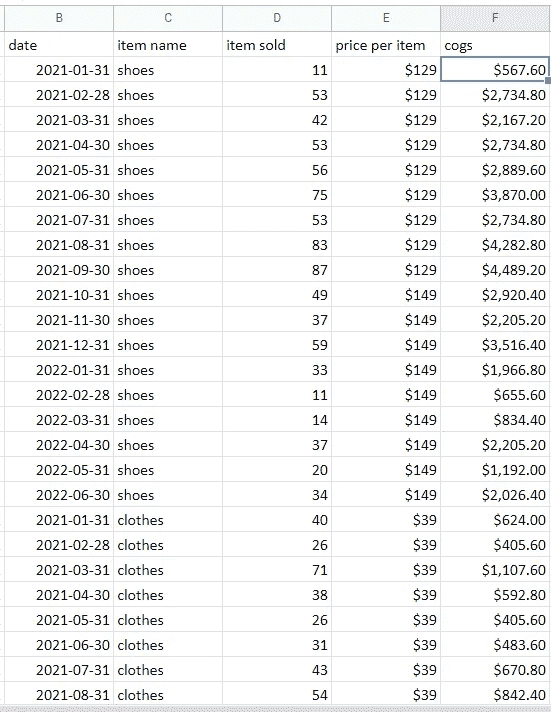 B C D E F
date item name item sold price per item cogs
2021-01-31 shoes 11 $129 $567.60
2021-02-28 shoes 53 $129 $2,734.80
2021-03-31 shoes 42 $129 $2,167.20
2021-04-30 shoes 53 $129 $2,734.80
2021-05-31 shoes 56 $129 $2,889.60
2021-06-30 shoes 75 $129 $3,870.00
2021-07-31 shoes 53 $129 $2,734.80
2021-08-31 shoes 83 $129 $4,282.80
2021-09-30 shoes 87 $129 $4,489.20
2021-10-31 shoes 49 $149 $2,920.40
2021-11-30 shoes 37 $149 $2,205.20
2021-12-31 shoes 59 $149 $3,516.40
2022-01-31 shoes 33 $149 $1,966.80
2022-02-28 shoes 11 $149 $655.60
2022-03-31 shoes 14 $149 $834.40
2022-04-30 shoes 37 $149 $2,205.20
2022-05-31 shoes 20 $149 $1,192.00
2022-06-30 shoes 34 $149 $2,026.40
2021-01-31 clothes 40 $39 $624.00
2021-02-28 clothes 26 $39 $405.60
2021-03-31 clothes 71 $39 $1,107.60
2021-04-30 clothes 38 $39 $592.80
2021-05-31 clothes 26 $39 $405.60
2021-06-30 clothes 31 $39 $483.60
2021-07-31 clothes 43 $39 $670.80
2021-08-31 clothes 54 $39 $842.40